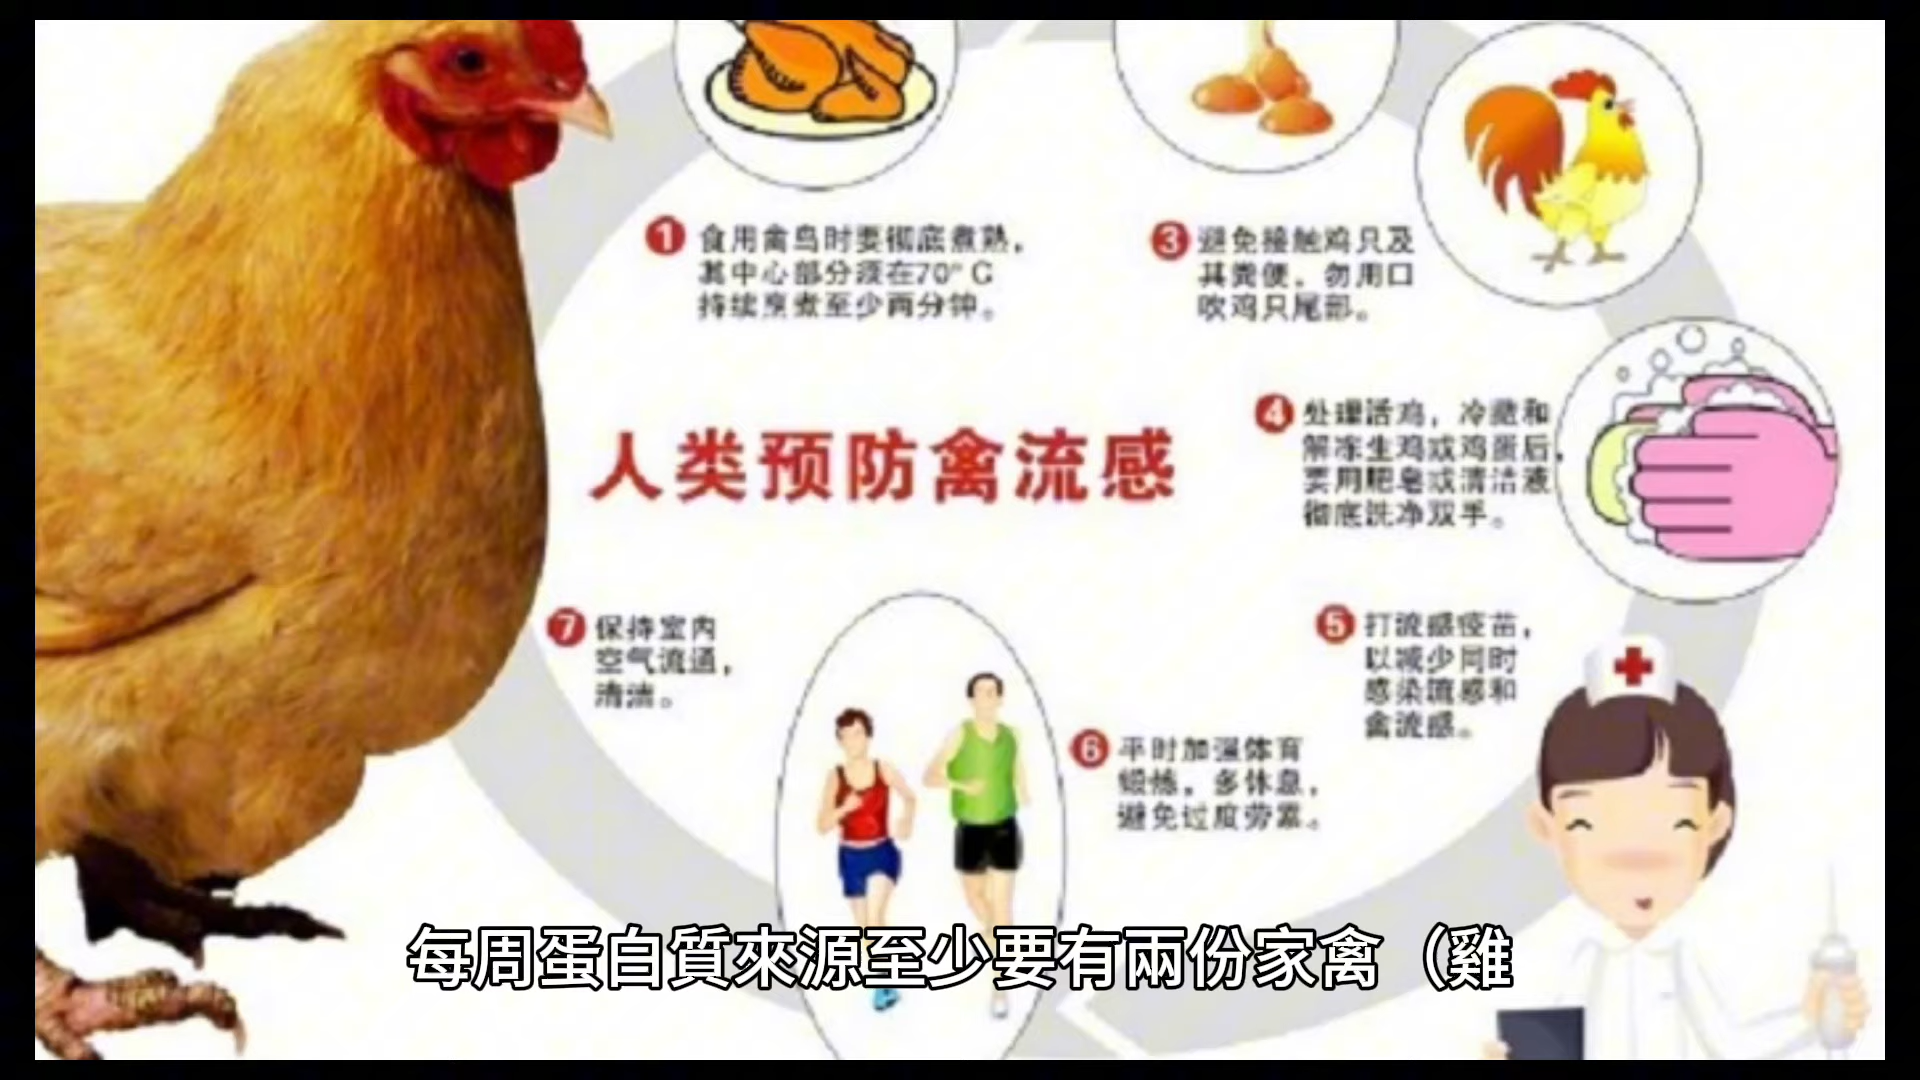 1 食用禽鸟时要彻底煮熟，
其中心部分须在70°C
持续烹煮至少两分钟。
3 避免接触鸡只及
其粪便，勿用口
吹鸡只尾部。
4 处理活鸡，冷藏和
解冻生鸡或鸡蛋后，
要用肥皂或清洁液
彻底洗净双手。
人类预防禽流感
5 打流感疫苗，
以减少同时
感染流感和
禽流感。
6 平时加强体育
锻炼，多休息，
避免过度劳累。
7 保持室内
空气流通，
清洁。
每周蛋白質來源至少要有兩份家禽（雞